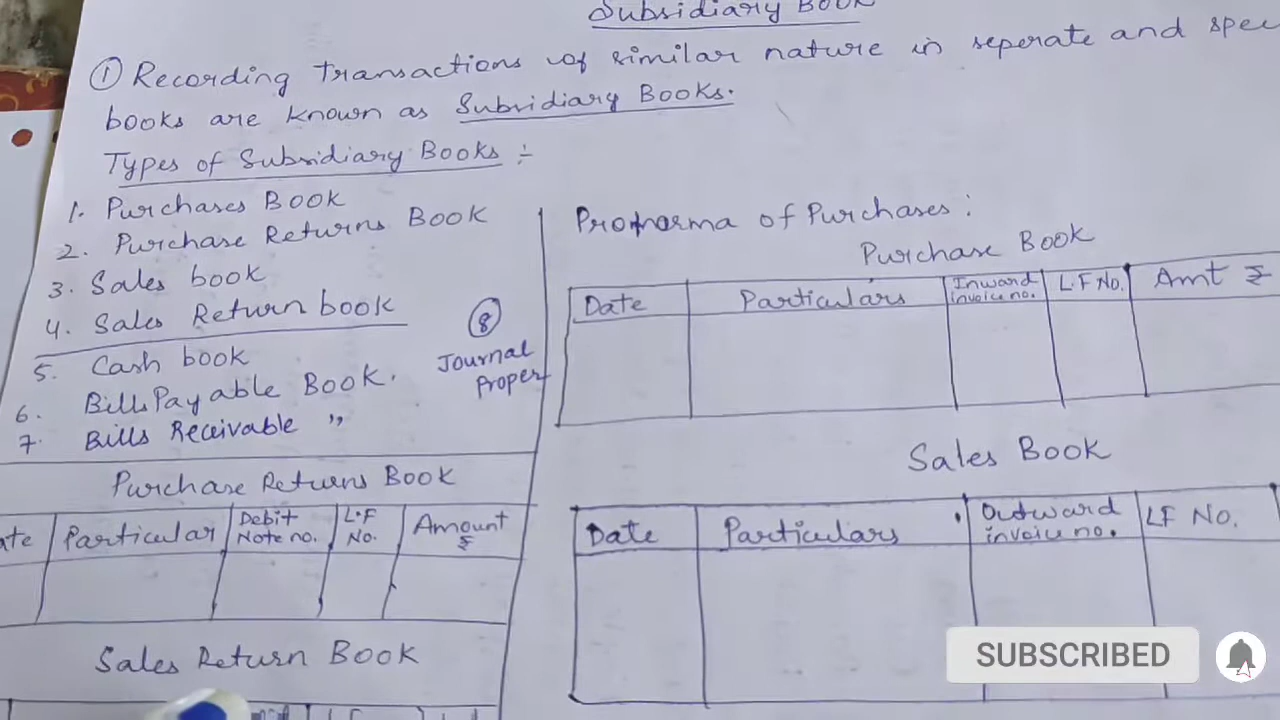 Subsidiary Book
① Recording transactions of similar nature in seperate and spec
books are known as Subsidiary Books.
Types of Subsidiary Books :-
1. Purchases Book
2. Purchase Returns Book
3. Sales book
4. Sales Return book
5. Cash book
6. Bills Payable Book.
7. Bills Receivable "
⑧
Journal
Proper
Purchase Returns Book
ate Particular Debit Note no. L.F No. Amount ₹
Sales Return Book
Proforma of Purchases :
Purchase Book
Date Particulars Inward invoice no. L.F No. Amt ₹
Sales Book
Date Particulars Outward invoice no. LF No.
SUBSCRIBED